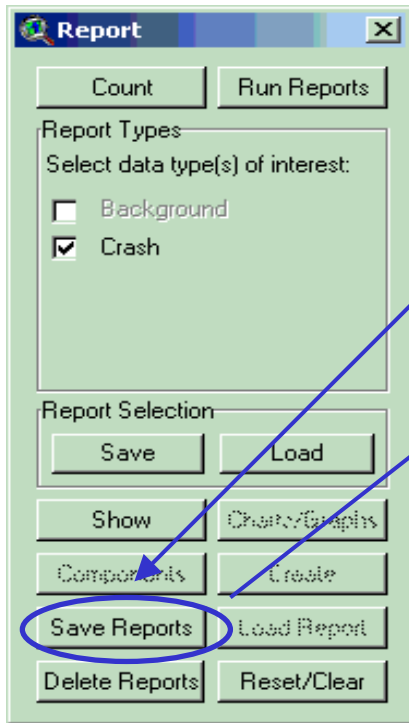 Report
Count Run Reports
Report Types
Select data type(s) of interest:
Background
Crash
Report Selection
Save Load
Show Charts/Graphs
Components Create
Save Reports Load Report
Delete Reports Reset/Clear